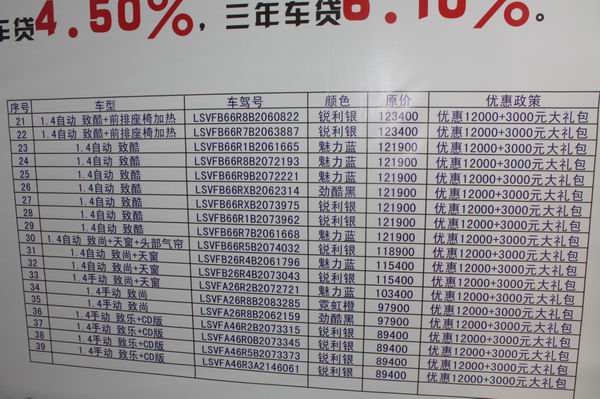 车贷4.50%，三年车贷6.10%。
序号 车型 车驾号 颜色 原价 优惠政策
21 1.4自动 致酷+前排座椅加热 LSVFB66R8B2060822 锐利银 123400 优惠12000+3000元大礼包
22 1.4自动 致酷+前排座椅加热 LSVFB66R7B2063887 锐利银 123400 优惠12000+3000元大礼包
23 1.4自动 致酷 LSVFB66R1B2061665 魅力蓝 121900 优惠12000+3000元大礼包
24 1.4自动 致酷 LSVFB66R8B2072193 魅力蓝 121900 优惠12000+3000元大礼包
25 1.4自动 致酷 LSVFB66R9B2072221 魅力蓝 121900 优惠12000+3000元大礼包
26 1.4自动 致酷 LSVFB66RXB2062314 劲酷黑 121900 优惠12000+3000元大礼包
27 1.4自动 致酷 LSVFB66RXB2073975 锐利银 121900 优惠12000+3000元大礼包
28 1.4自动 致酷 LSVFB66R1B2073962 锐利银 121900 优惠12000+3000元大礼包
29 1.4自动 致酷 LSVFB66R7B2061668 魅力蓝 121900 优惠12000+3000元大礼包
30 1.4自动 致尚+天窗+头部气帘 LSVFB66R5B2074032 锐利银 118900 优惠12000+3000元大礼包
31 1.4自动 致尚+天窗 LSVFB26R4B2061796 魅力蓝 115400 优惠12000+3000元大礼包
32 1.4自动 致尚+天窗 LSVFB26R4B2073043 锐利银 115400 优惠12000+3000元大礼包
33 1.4手动 致尚+天窗 LSVFA26R2B2072721 魅力蓝 103400 优惠12000+3000元大礼包
34 1.4手动 致尚 LSVFA26R8B2083285 霓虹橙 97900 优惠12000+3000元大礼包
35 1.4手动 致尚 LSVFA26R8B2062159 劲酷黑 97900 优惠12000+3000元大礼包
36 1.4手动 致乐+CD版 LSVFA46R2B2073315 锐利银 89400 优惠12000+3000元大礼包
37 1.4手动 致乐+CD版 LSVFA46R0B2073345 锐利银 89400 优惠12000+3000元大礼包
38 1.4手动 致乐+CD版 LSVFA46R5B2073373 锐利银 89400 优惠12000+3000元大礼包
39 1.4手动 致乐+CD版 LSVFA46R3A2146061 锐利银 89400 优惠12000+3000元大礼包